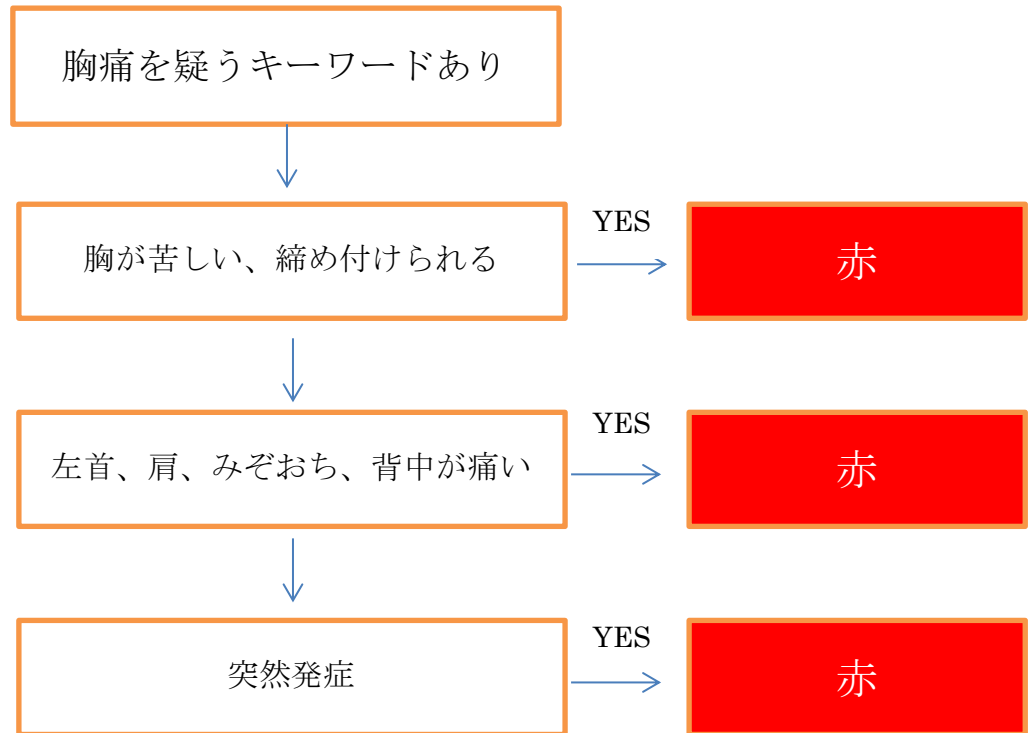 胸痛を疑うキーワードあり
胸が苦しい、締め付けられる
YES
赤
左首、肩、みぞおち、背中が痛い
YES
赤
突然発症
YES
赤